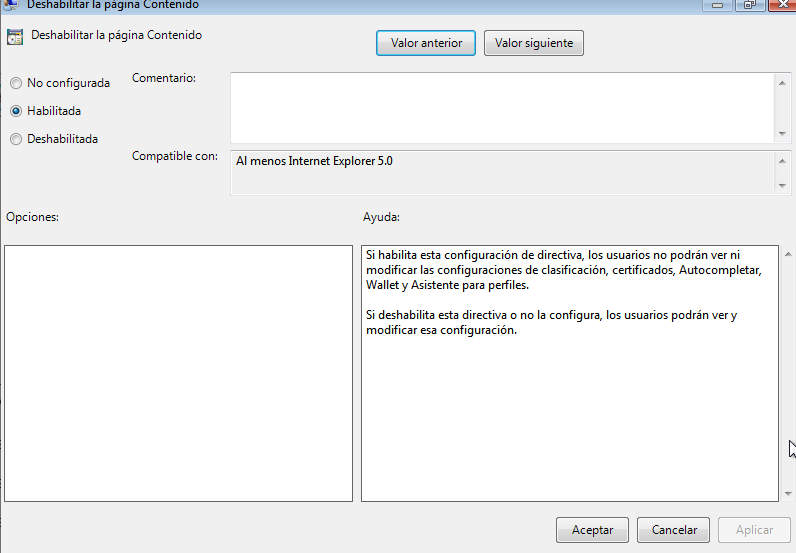 Deshabilitar la página Contenido
Deshabilitar la página Contenido
Valor anterior
Valor siguiente
No configurada
Habilitada
Deshabilitada
Comentario:
Compatible con:
Al menos Internet Explorer 5.0
Opciones:
Ayuda:
Si habilita esta configuración de directiva, los usuarios no podrán ver ni
modificar las configuraciones de clasificación, certificados, Autocompletar,
Wallet y Asistente para perfiles.
Si deshabilita esta directiva o no la configura, los usuarios podrán ver y
modificar esa configuración.
Aceptar
Cancelar
Aplicar